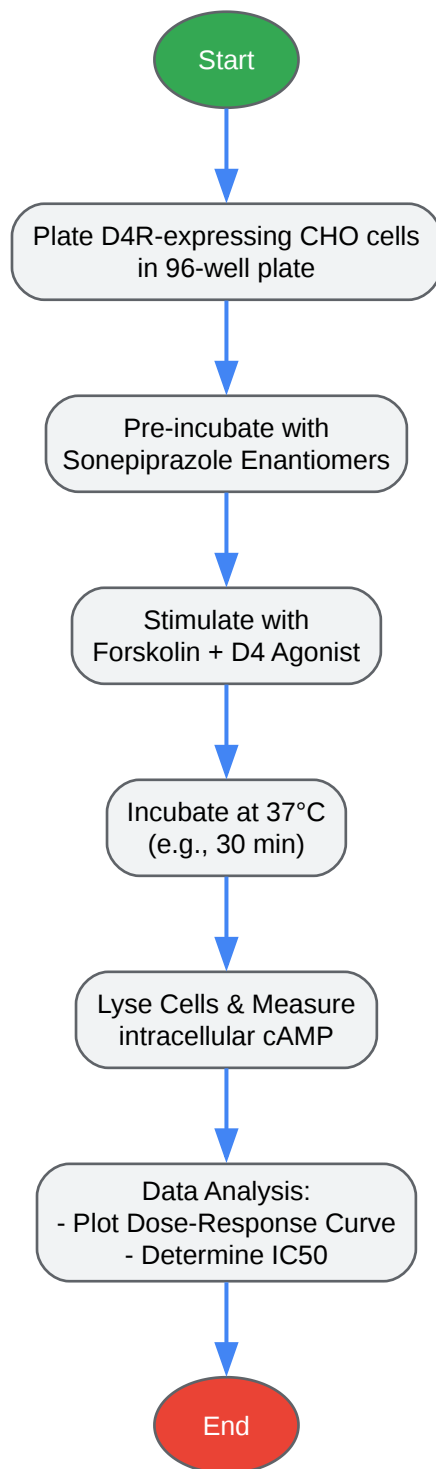 Start
Plate D4R-expressing CHO cells
in 96-well plate
Pre-incubate with
Sonepiprazole Enantiomers
Stimulate with
Forskolin + D4 Agonist
Incubate at 37°C
(e.g., 30 min)
Lyse Cells & Measure
intracellular cAMP
Data Analysis:
- Plot Dose-Response Curve
- Determine IC50
End